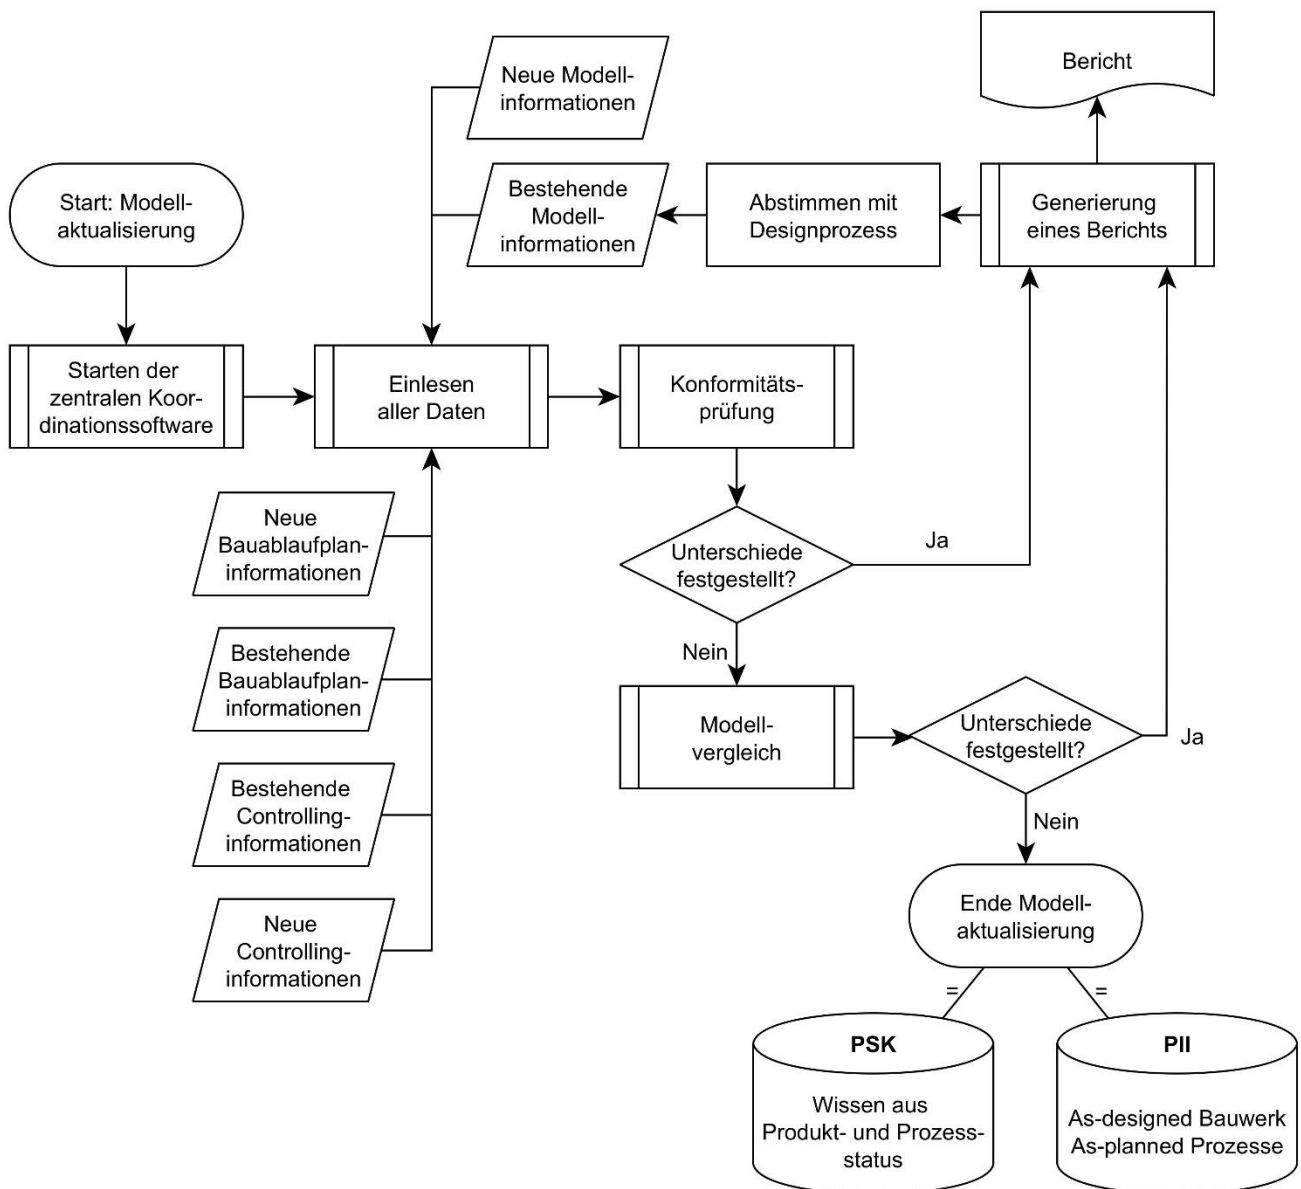 Neue Modell-
informationen
Bericht
Start: Modell-
aktualisierung
Bestehende
Modell-
informationen
Abstimmen mit
Designprozess
Generierung
eines Berichts
Starten der
zentralen Koor-
dinationssoftware
Einlesen
aller Daten
Konformitäts-
prüfung
Neue
Bauablaufplan-
informationen
Unterschiede
festgestellt?
Ja
Nein
Bestehende
Bauablaufplan-
informationen
Modell-
vergleich
Unterschiede
festgestellt?
Ja
Nein
Bestehende
Controlling-
informationen
Neue
Controlling-
informationen
Ende Modell-
aktualisierung
=
=
PSK
Wissen aus
Produkt- und Prozess-
status
PII
As-designed Bauwerk
As-planned Prozesse